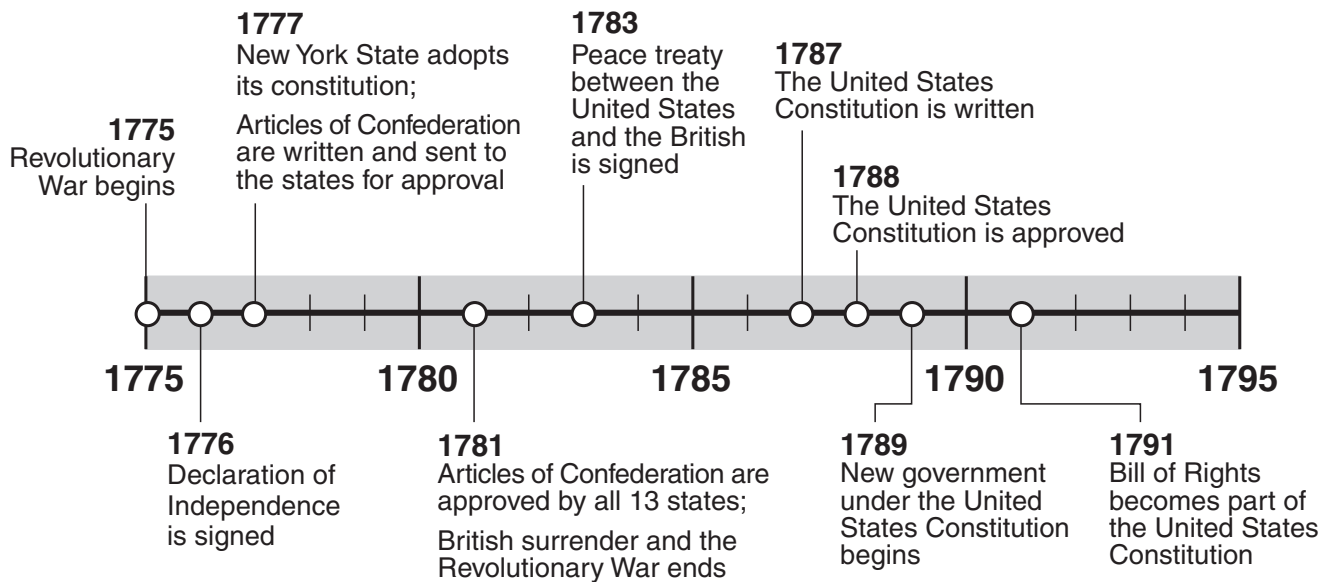 1775
Revolutionary
War begins
1777
New York State adopts
its constitution;
Articles of Confederation
are written and sent to
the states for approval
1783
Peace treaty
between the
United States
and the British
is signed
1787
The United States
Constitution is written
1788
The United States
Constitution is approved
1775
1780
1785
1790
1795
1776
Declaration of
Independence
is signed
1781
Articles of Confederation are
approved by all 13 states;
British surrender and the
Revolutionary War ends
1789
New government
under the United
States Constitution
begins
1791
Bill of Rights
becomes part of
the United States
Constitution